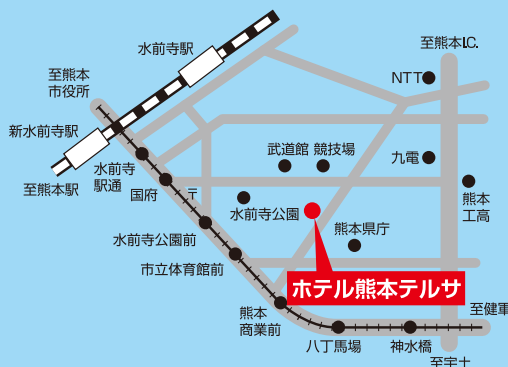 水前寺駅
至熊本I.C.
至熊本
市役所
NTT
新水前寺駅
武道館
競技場
九電
至熊本駅
水前寺
駅通
国府
〒
水前寺公園
熊本
工高
水前寺公園前
熊本県庁
市立体育館前
ホテル熊本テルサ
熊本
商業前
至健軍
八丁馬場
神水橋
至宇土